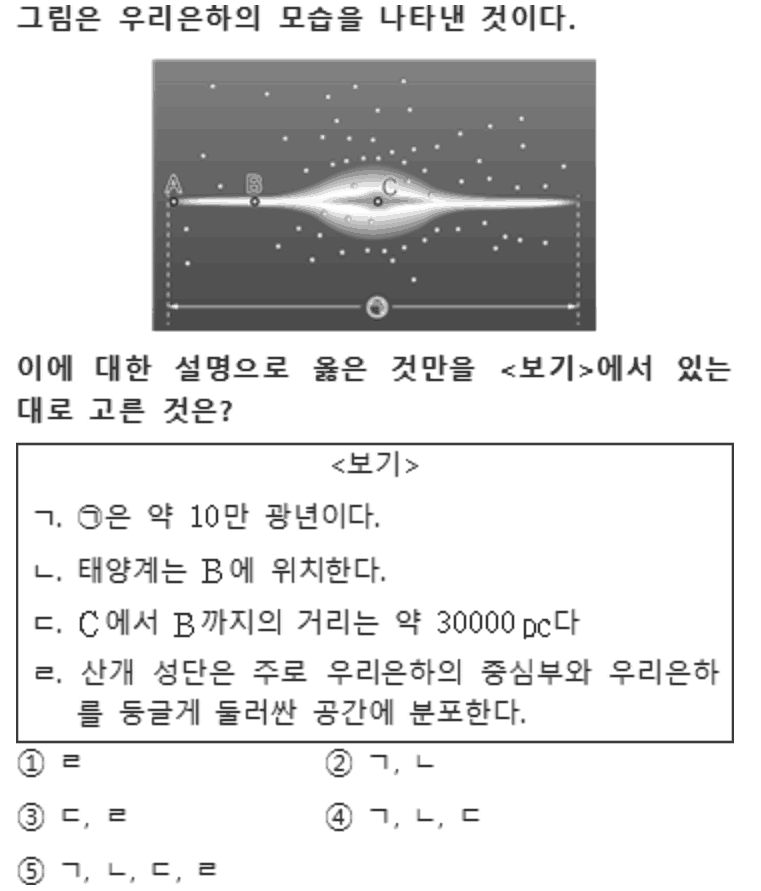 그림은 우리은하의 모습을 나타낸 것이다.
A B C
㉠
이에 대한 설명으로 옳은 것만을 <보기>에서 있는
대로 고른 것은?
<보기>
ㄱ. ㉠은 약 10만 광년이다.
ㄴ. 태양계는 B에 위치한다.
ㄷ. C에서 B까지의 거리는 약 30000pc다
ㄹ. 산개 성단은 주로 우리은하의 중심부와 우리은하
를 둥글게 둘러싼 공간에 분포한다.
① ㄹ ② ㄱ, ㄴ
③ ㄷ, ㄹ ④ ㄱ, ㄴ, ㄷ
⑤ ㄱ, ㄴ, ㄷ, ㄹ